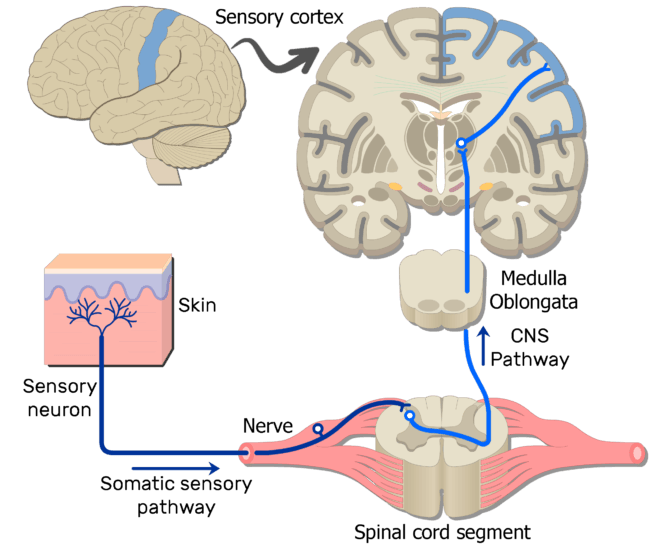 Sensory cortex
Skin
Medulla
Oblongata
CNS
Pathway
Sensory
neuron
Nerve
Somatic sensory
pathway
Spinal cord segment